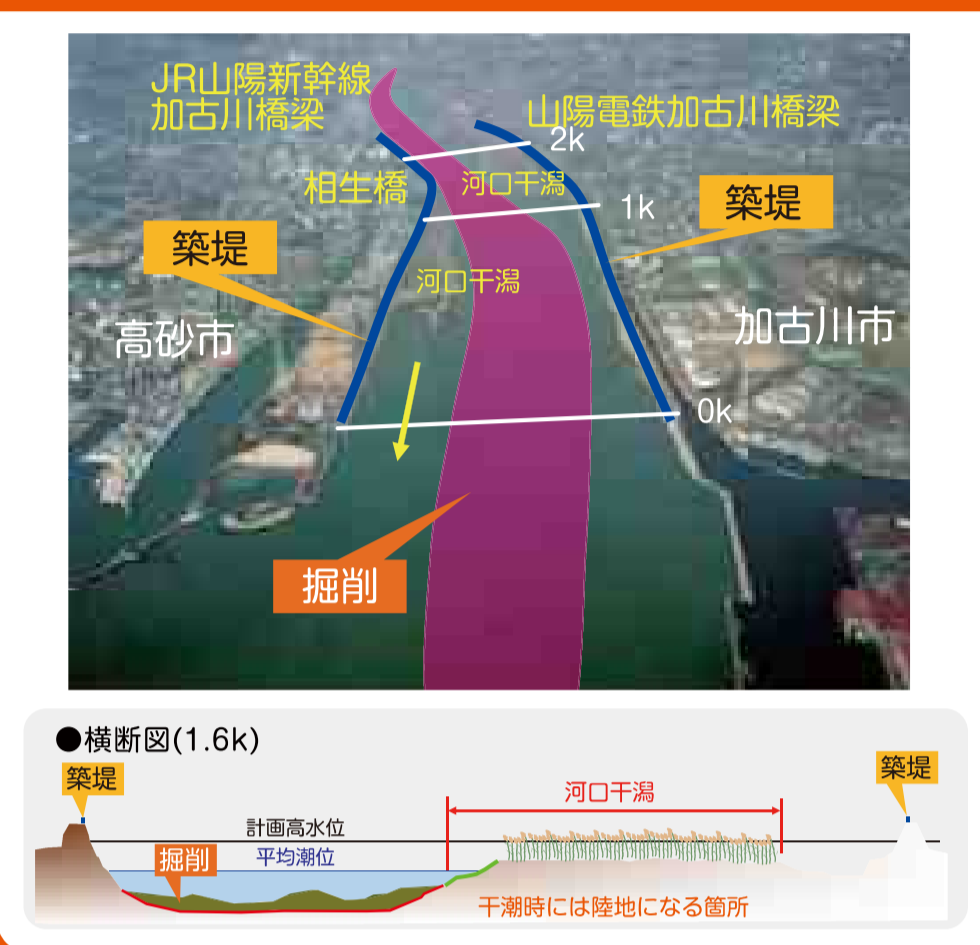 JR山陽新幹線
加古川橋梁
山陽電鉄加古川橋梁
2k
相生橋
河口干潟
1k
築堤
築堤
河口干潟
高砂市
加古川市
0k
掘削
●横断図(1.6k)
築堤
築堤
河口干潟
計画高水位
平均潮位
掘削
干潮時には陸地になる箇所